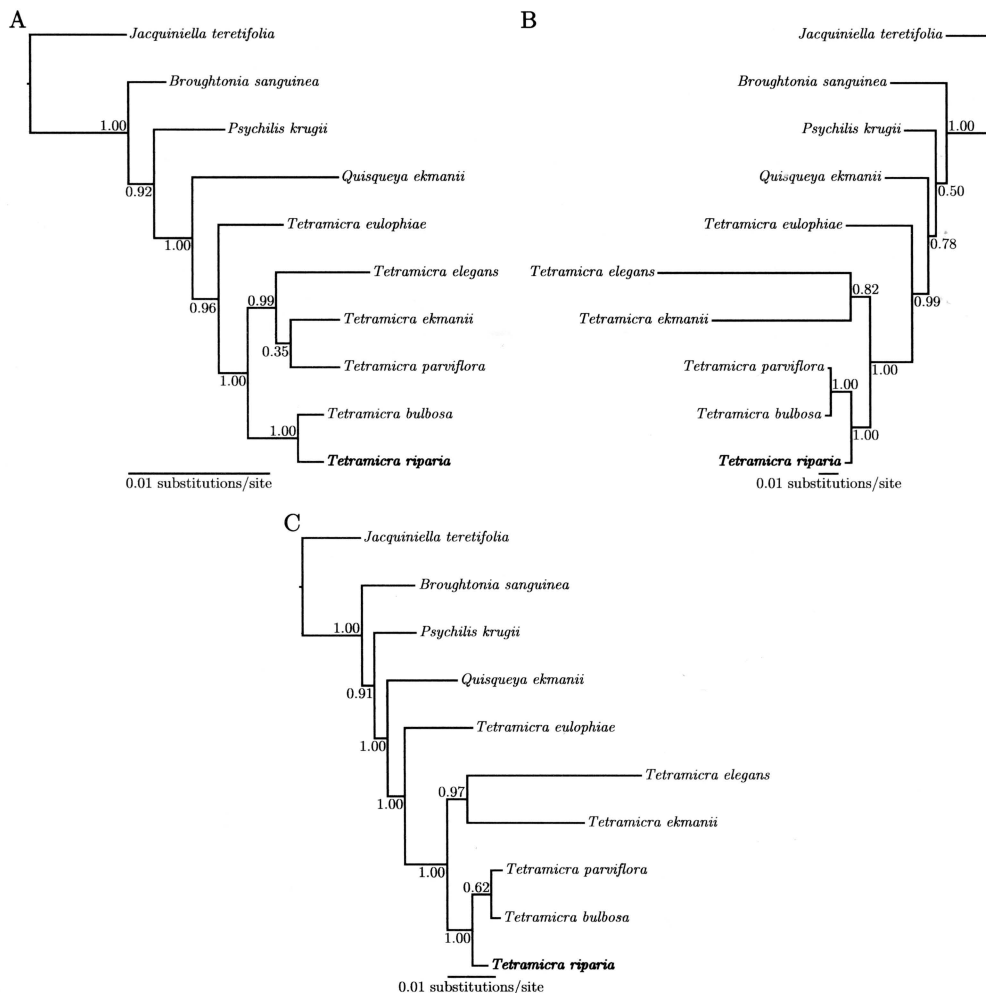 A
Jacquiniella teretifolia
Broughtonia sanguinea
1.00
Psychilis krugii
0.92
Quisqueya ekmanii
1.00
Tetramicra eulophiae
0.96
Tetramicra elegans
0.99
Tetramicra ekmanii
0.35
Tetramicra parviflora
1.00
Tetramicra bulbosa
1.00
Tetramicra riparia
0.01 substitutions/site
B
Jacquiniella teretifolia
Broughtonia sanguinea
1.00
Psychilis krugii
0.50
Quisqueya ekmanii
0.78
Tetramicra eulophiae
0.99
Tetramicra elegans
0.82
Tetramicra ekmanii
1.00
Tetramicra parviflora
1.00
Tetramicra bulbosa
1.00
Tetramicra riparia
0.01 substitutions/site
C
Jacquiniella teretifolia
Broughtonia sanguinea
1.00
Psychilis krugii
0.91
Quisqueya ekmanii
1.00
Tetramicra eulophiae
1.00
Tetramicra elegans
0.97
Tetramicra ekmanii
1.00
Tetramicra parviflora
0.62
Tetramicra bulbosa
1.00
Tetramicra riparia
0.01 substitutions/site